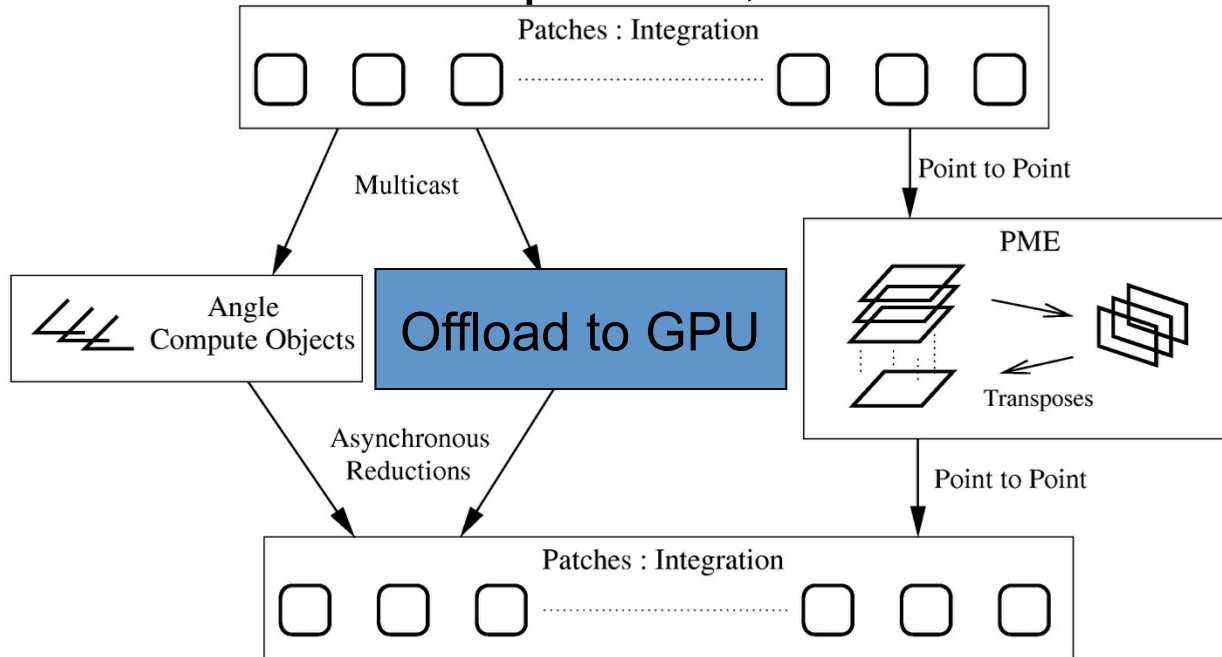 Patches : Integration
Multicast
Point to Point
PME
Angle
Compute Objects
Offload to GPU
Transposes
Asynchronous
Reductions
Point to Point
Patches : Integration